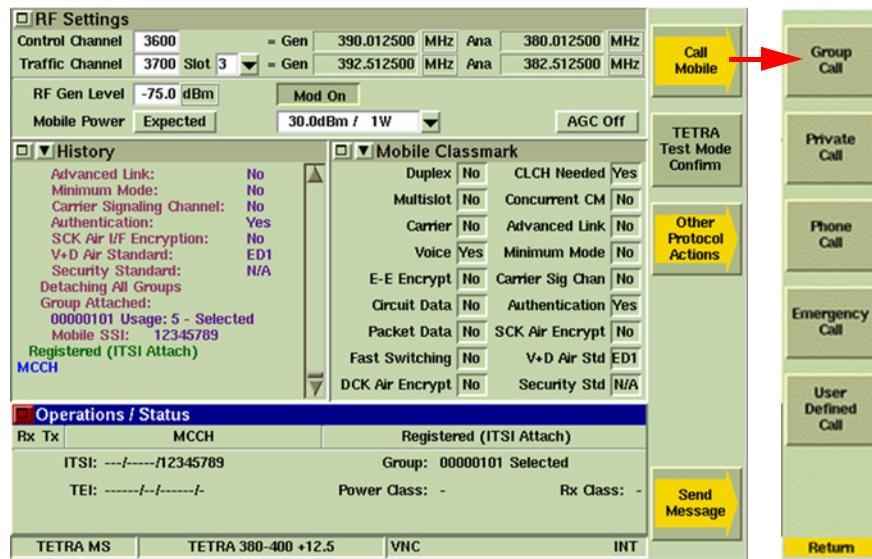 RF Settings
Control Channel 3600 = Gen 390.012500 MHz Ana 380.012500 MHz
Traffic Channel 3700 Slot 3 = Gen 392.512500 MHz Ana 382.512500 MHz
RF Gen Level -75.0 dBm Mod On
Mobile Power Expected 30.0dBm / 1W AGC Off
History
Advanced Link: No
Minimum Mode: No
Carrier Signaling Channel: No
Authentication: Yes
SCK Air I/F Encryption: No
V+D Air Standard: ED1
Security Standard: N/A
Detaching All Groups
Group Attached:
00000101 Usage: 5 - Selected
Mobile SSI: 12345789
Registered (ITSI Attach)
MCCH
Mobile Classmark
Duplex No CLCH Needed Yes
Multislot No Concurrent CM No
Carrier No Advanced Link No
Voice Yes Minimum Mode No
E-E Encrypt No Carrier Sig Chan No
Circuit Data No Authentication Yes
Packet Data No SCK Air Encrypt No
Fast Switching No V+D Air Std ED1
DCK Air Encrypt No Security Std N/A
Operations / Status
Rx Tx MCCH Registered (ITSI Attach)
ITSI: ---/-----/12345789 Group: 00000101 Selected
TEI: ------/--/------/- Power Class: - Rx Class: -
TETRA MS TETRA 380-400 +12.5 VNC INT
Call
Mobile
TETRA
Test Mode
Confirm
Other
Protocol
Actions
Send
Message
Group
Call
Private
Call
Phone
Call
Emergency
Call
User
Defined
Call
Return